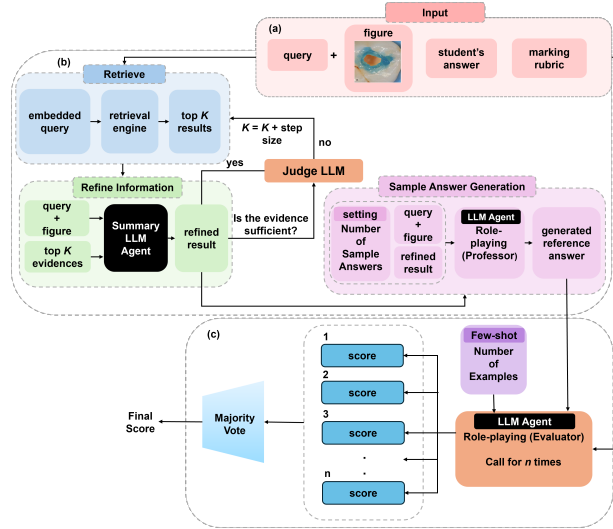 Input
(a)
query
+
figure
student's
answer
marking
rubric
(b)
Retrieve
embedded
query
retrieval
engine
top K
results
K = K + step
size
no
yes
Judge LLM
Is the evidence
sufficient?
Refine Information
query
+
figure
top K
evidences
Summary
LLM
Agent
refined
result
Sample Answer Generation
setting
Number
of
Sample
Answers
query
+
figure
refined
result
LLM Agent
Role-
playing
(Professor)
generated
reference
answer
(c)
Few-shot
Number
of
Examples
LLM Agent
Role-playing (Evaluator)
Call for n times
1
score
2
score
3
score
.
.
n
score
Majority
Vote
Final
Score